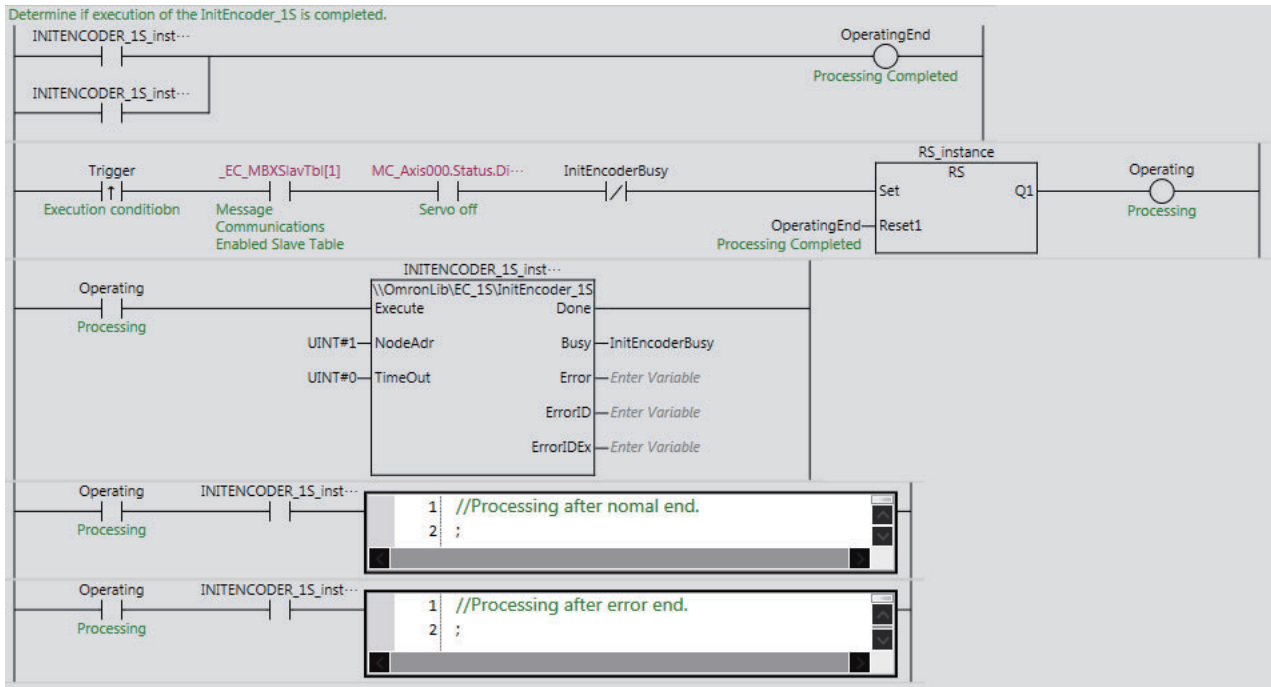 Determine if execution of the InitEncoder_1S is completed.
INITENCODER_1S_inst···
OperatingEnd
Processing Completed
INITENCODER_1S_inst···
RS_instance
Trigger
_EC_MBXSlavTbl[1]
MC_Axis000.Status.Di···
InitEncoderBusy
RS
Operating
Set
Q1
Execution conditiobn
Message
Communications
Enabled Slave Table
Servo off
Processing
OperatingEnd
Reset1
Processing Completed
INITENCODER_1S_inst···
Operating
\\OmronLib\EC_1S\InitEncoder_1S
Execute
Done
Processing
UINT#1
NodeAdr
Busy
InitEncoderBusy
UINT#0
TimeOut
Error
Enter Variable
ErrorID
Enter Variable
ErrorIDEx
Enter Variable
Operating
INITENCODER_1S_inst···
Processing
1 //Processing after nomal end.
2 ;
Operating
INITENCODER_1S_inst···
Processing
1 //Processing after error end.
2 ;